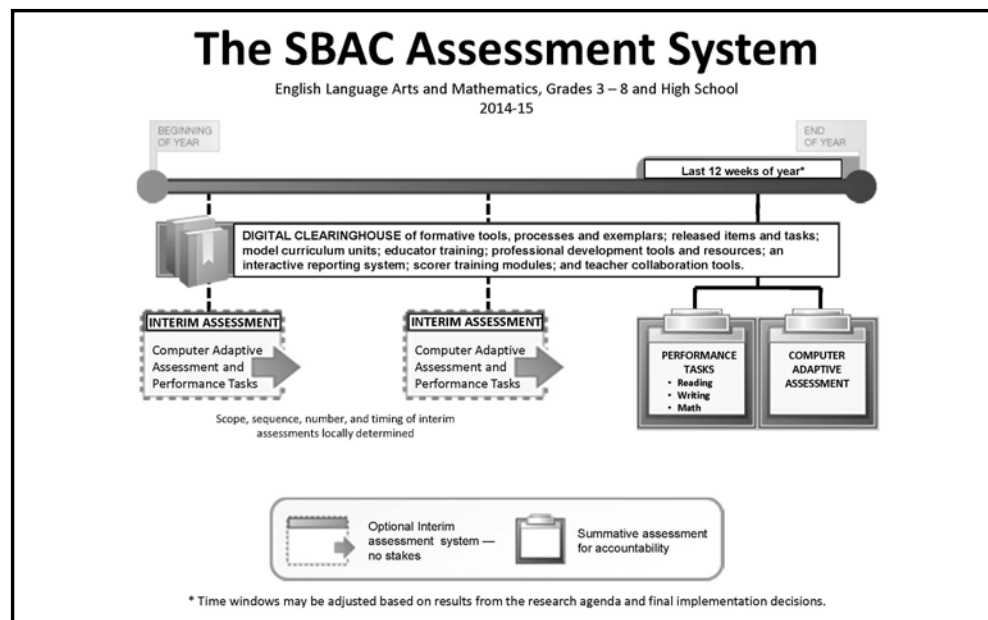 The SBAC Assessment System
English Language Arts and Mathematics, Grades 3 – 8 and High School
2014-15
BEGINNING
OF YEAR
END
OF YEAR
Last 12 weeks of year*
DIGITAL CLEARINGHOUSE of formative tools, processes and exemplars; released items and tasks;
model curriculum units; educator training; professional development tools and resources; an
interactive reporting system; scorer training modules; and teacher collaboration tools.
INTERIM ASSESSMENT
Computer Adaptive
Assessment and
Performance Tasks
INTERIM ASSESSMENT
Computer Adaptive
Assessment and
Performance Tasks
PERFORMANCE
TASKS
• Reading
• Writing
• Math
COMPUTER
ADAPTIVE
ASSESSMENT
Scope, sequence, number, and timing of interim
assessments locally determined
Optional Interim
assessment system —
no stakes
Summative assessment
for accountability
* Time windows may be adjusted based on results from the research agenda and final implementation decisions.